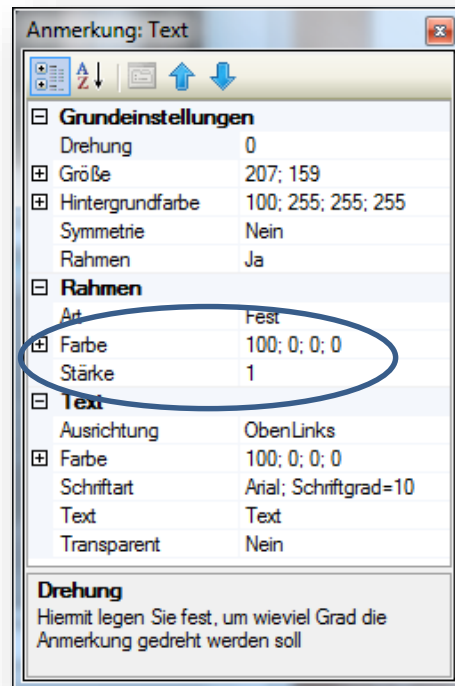 Anmerkung: Text
Grundeinstellungen
Drehung 0
Größe 207; 159
Hintergrundfarbe 100; 255; 255; 255
Symmetrie Nein
Rahmen Ja
Rahmen
Art Fest
Farbe 100; 0; 0; 0
Stärke 1
Text
Ausrichtung ObenLinks
Farbe 100; 0; 0; 0
Schriftart Arial; Schriftgrad=10
Text Text
Transparent Nein
Drehung
Hiermit legen Sie fest, um wieviel Grad die
Anmerkung gedreht werden soll